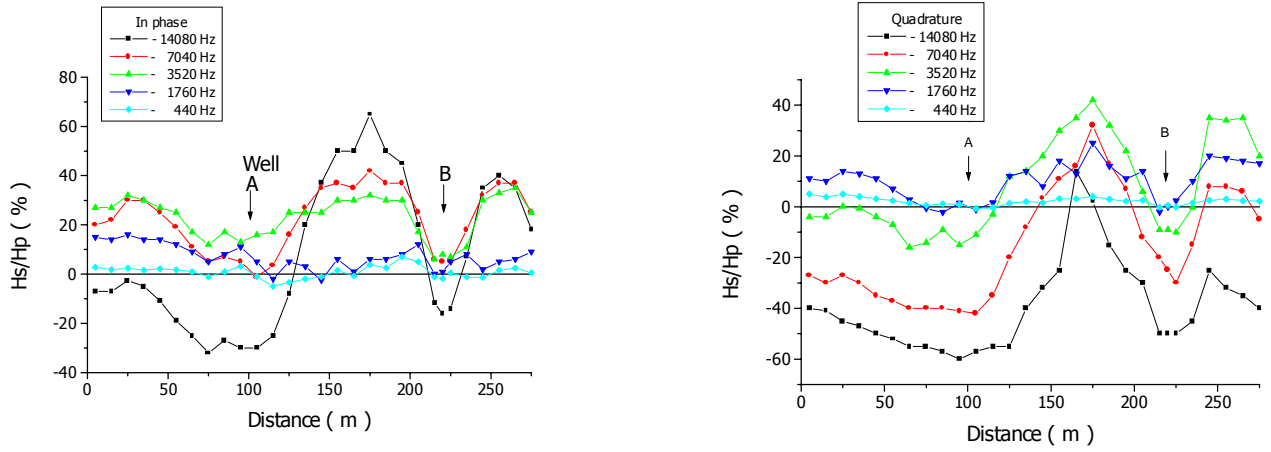 In phase
- 14080 Hz
- 7040 Hz
- 3520 Hz
- 1760 Hz
- 440 Hz
Hs/Hp ( % )
80
60
40
20
0
-20
-40
Well
A
B
0 50 100 150 200 250
Distance ( m )
Quadrature
- 14080 Hz
- 7040 Hz
- 3520 Hz
- 1760 Hz
- 440 Hz
Hs/Hp ( % )
40
20
0
-20
-40
-60
A
B
0 50 100 150 200 250
Distance ( m )